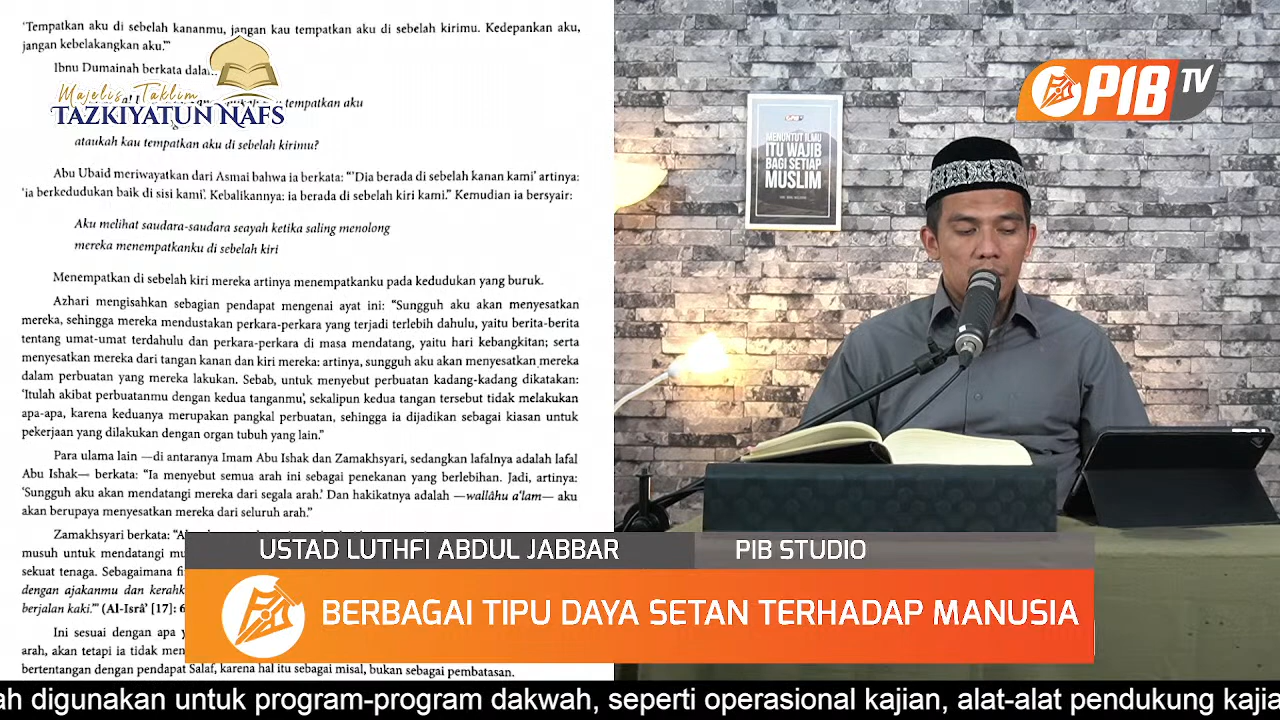 'Tempatkan aku di sebelah kananmu, jangan kau tempatkan aku di sebelah kirimu. Kedepankan aku,
jangan kebelakangkan aku.'"
Ibnu Dumainah berkata dalam
tempatkan aku
Majelis Taklim
TAZKIYATUN NAFS
ataukah kau tempatkan aku di sebelah kirimu?
Abu Ubaid meriwayatkan dari Asmai bahwa ia berkata: "'Dia berada di sebelah kanan kami' artinya:
'ia berkedudukan baik di sisi kami'. Kebalikannya: ia berada di sebelah kiri kami." Kemudian ia bersyair:
Aku melihat saudara-saudara seayah ketika saling menolong
mereka menempatkanku di sebelah kiri
Menempatkan di sebelah kiri mereka artinya menempatkanku pada kedudukan yang buruk.
Azhari mengisahkan sebagian pendapat mengenai ayat ini: "Sungguh aku akan menyesatkan
mereka, sehingga mereka mendustakan perkara-perkara yang terjadi terlebih dahulu, yaitu berita-berita
tentang umat-umat terdahulu dan perkara-perkara di masa mendatang, yaitu hari kebangkitan; serta
menyesatkan mereka dari tangan kanan dan kiri mereka: artinya, sungguh aku akan menyesatkan mereka
dalam perbuatan yang mereka lakukan. Sebab, untuk menyebut perbuatan kadang-kadang dikatakan:
'Itulah akibat perbuatanmu dengan kedua tanganmu', sekalipun kedua tangan tersebut tidak melakukan
apa-apa, karena keduanya merupakan pangkal perbuatan, sehingga ia dijadikan sebagai kiasan untuk
pekerjaan yang dilakukan dengan organ tubuh yang lain."
Para ulama lain —di antaranya Imam Abu Ishak dan Zamakhsyari, sedangkan lafalnya adalah lafal
Abu Ishak— berkata: "Ia menyebut semua arah ini sebagai penekanan yang berlebihan. Jadi, artinya:
'Sungguh aku akan mendatangi mereka dari segala arah.' Dan hakikatnya adalah —wallâhu a'lam— aku
akan berupaya menyesatkan mereka dari seluruh arah."
Zamakhsyari berkata:
musuh untuk mendatangi
sekuat tenaga. Sebagaimana
dengan ajakanmu dan
berjalan kaki.'" (Al-Isrâ' [17]:
Ini sesuai dengan apa
arah, akan tetapi ia tidak
bertentangan dengan pendapat Salaf, karena hal itu sebagai misal, bukan sebagai pembatasan.
PIB TV
MENUNTUT ILMU
ITU WAJIB
BAGI SETIAP
MUSLIM
USTAD LUTHFI ABDUL JABBAR
PIB STUDIO
BERBAGAI TIPU DAYA SETAN TERHADAP MANUSIA
digunakan untuk program-program dakwah, seperti operasional kajian, alat-alat pendukung